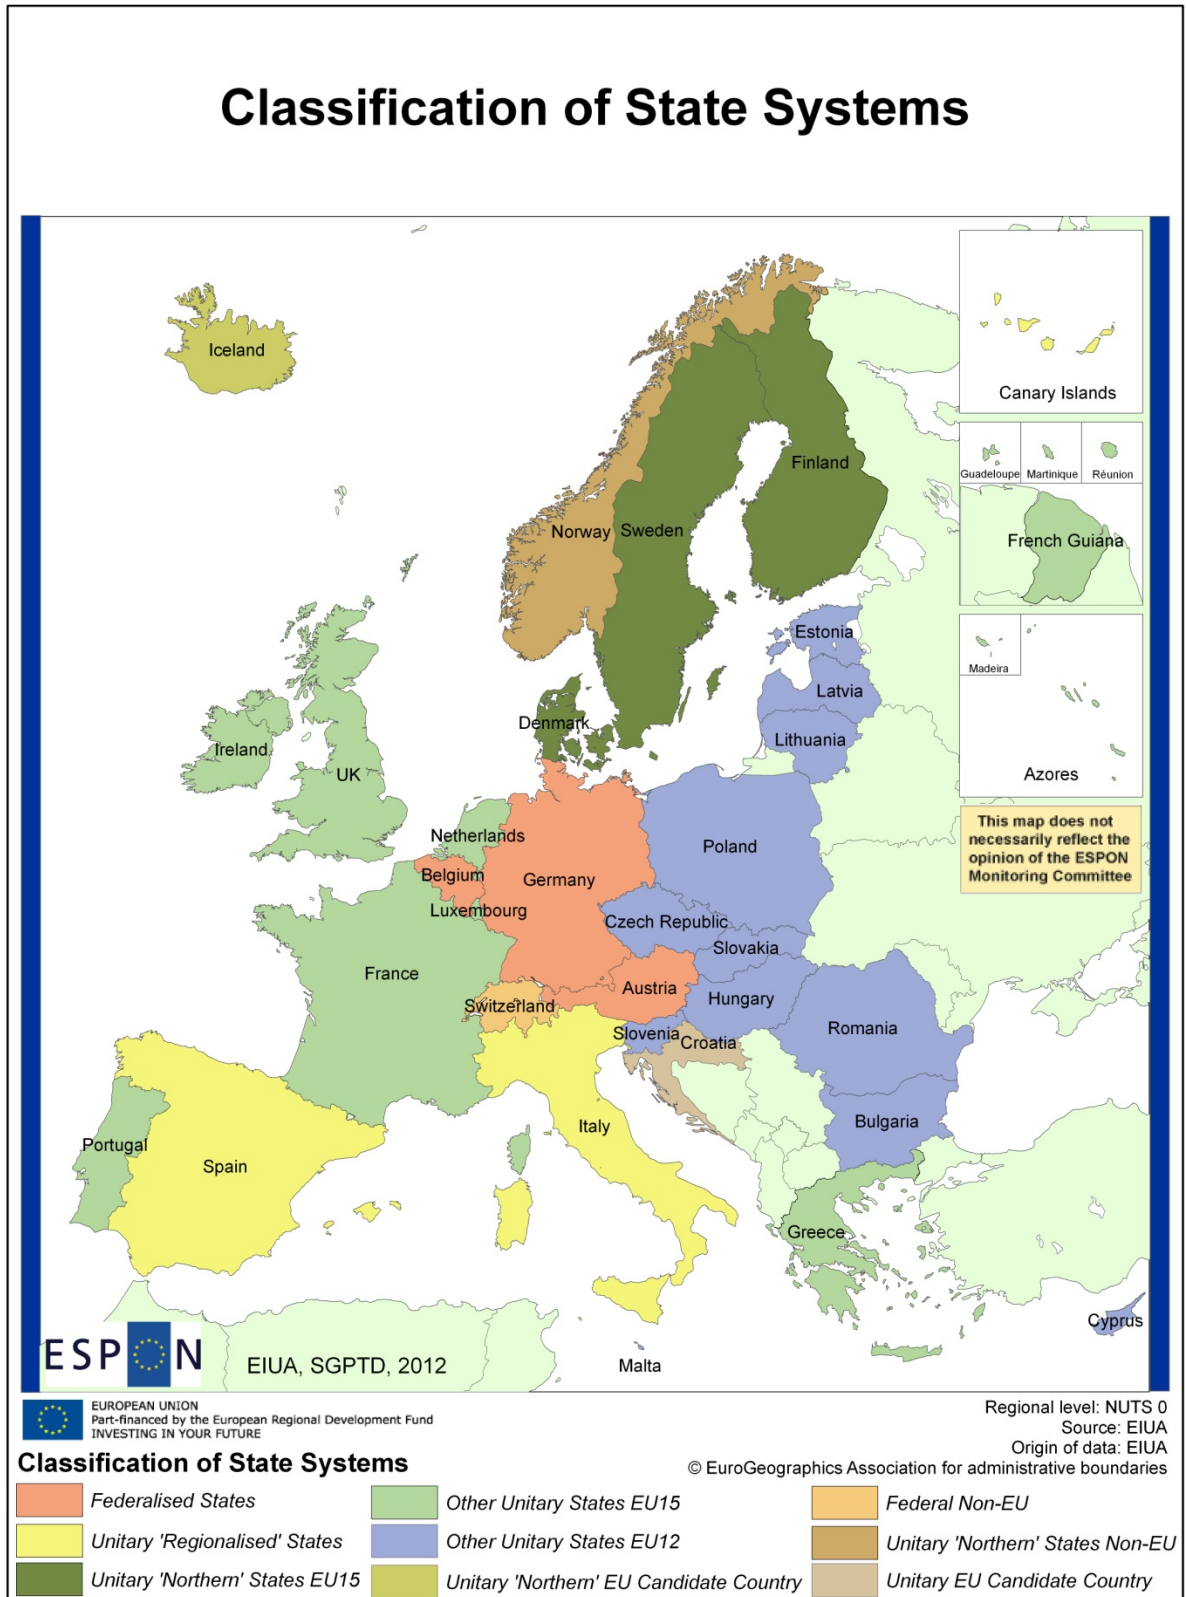 Classification of State Systems
Iceland
Canary Islands
Guadeloupe
Martinique
Réunion
Finland
Norway
Sweden
French Guiana
Estonia
Madeira
Latvia
Denmark
Lithuania
Ireland
UK
Azores
Netherlands
Poland
This map does not
necessarily reflect the
opinion of the ESPON
Monitoring Committee
Belgium
Germany
Luxembourg
Czech Republic
Slovakia
France
Austria
Hungary
Switzerland
Slovenia
Croatia
Romania
Bulgaria
Italy
Portugal
Spain
Greece
Cyprus
Malta
ESPON
EIUA, SGPTD, 2012
EUROPEAN UNION
Part-financed by the European Regional Development Fund
INVESTING IN YOUR FUTURE
Regional level: NUTS 0
Source: EIUA
Origin of data: EIUA
© EuroGeographics Association for administrative boundaries
Classification of State Systems
Federalised States
Other Unitary States EU15
Federal Non-EU
Unitary 'Regionalised' States
Other Unitary States EU12
Unitary 'Northern' States Non-EU
Unitary 'Northern' States EU15
Unitary 'Northern' EU Candidate Country
Unitary EU Candidate Country